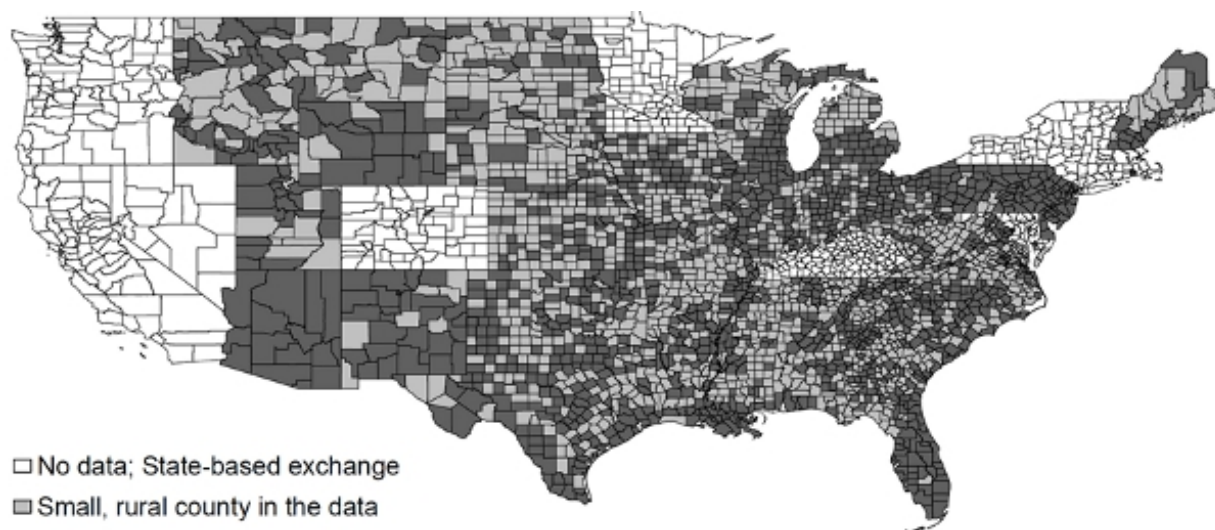 No data; State-based exchange
Small, rural county in the data